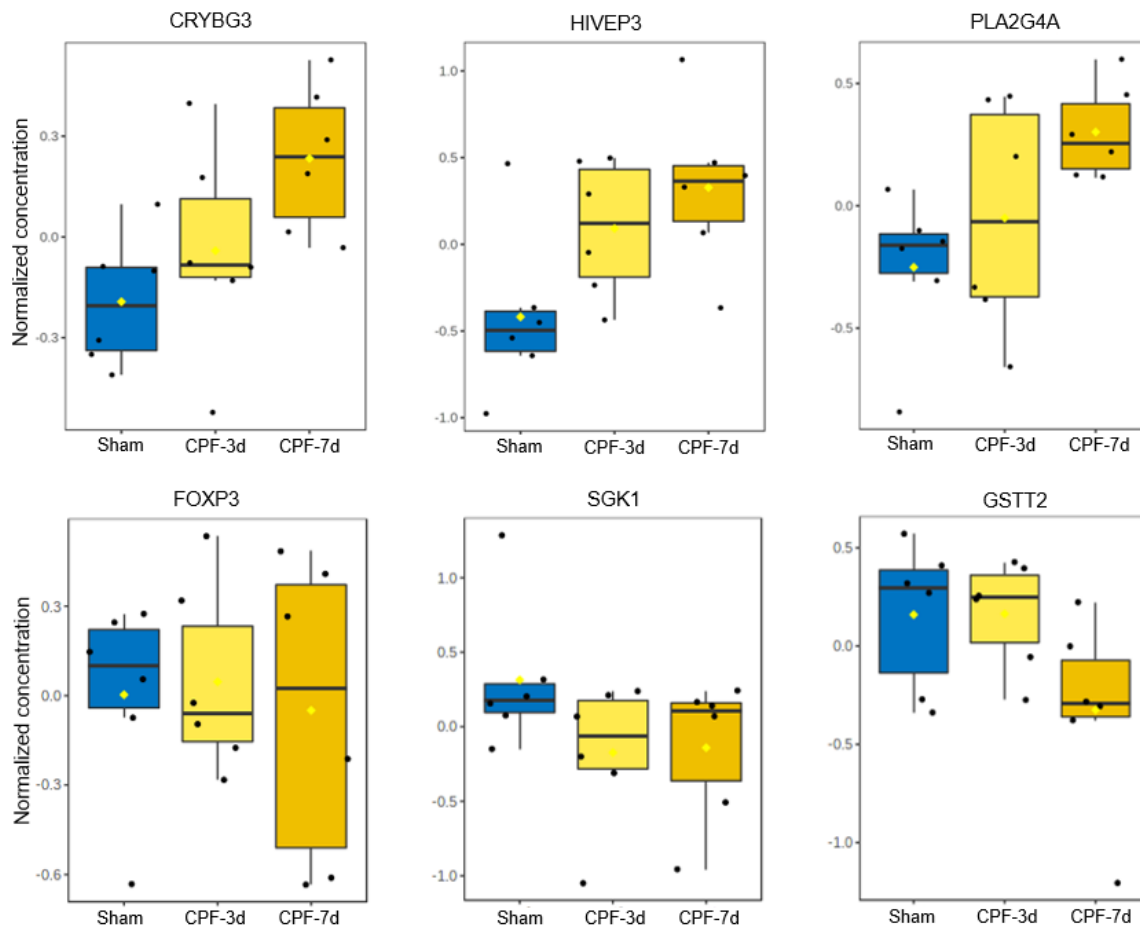 CRYBG3
HIVEP3
PLA2G4A
Normalized concentration
0.3
0.0
-0.3
1.0
0.5
0.0
-0.5
-1.0
0.5
0.0
-0.5
Sham CPF-3d CPF-7d
Sham CPF-3d CPF-7d
Sham CPF-3d CPF-7d
FOXP3
SGK1
GSTT2
Normalized concentration
0.3
0.0
-0.3
-0.6
1.0
0.5
0.0
-0.5
-1.0
0.5
0.0
-0.5
-1.0
Sham CPF-3d CPF-7d
Sham CPF-3d CPF-7d
Sham CPF-3d CPF-7d